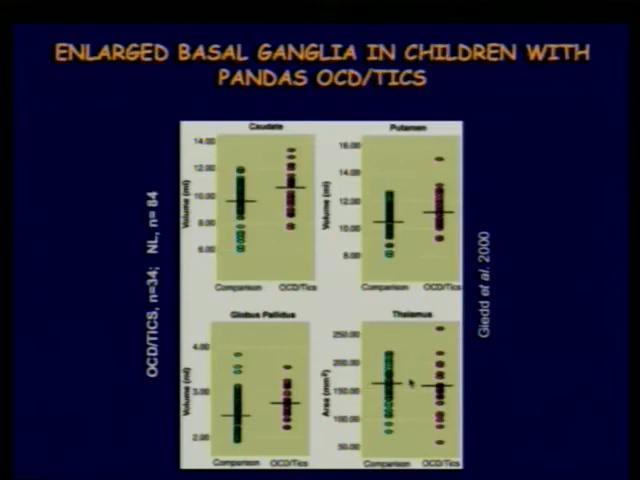 ENLARGED BASAL GANGLIA IN CHILDREN WITH
PANDAS OCD/TICS
OCD/TICS, n=34; NL, n= 84
Caudate
Volume (ml)
14.00
12.00
10.00
8.00
6.00
Comparison OCD/Tics
Putamen
Volume (ml)
16.00
14.00
12.00
10.00
8.00
Comparison OCD/Tics
Globus Pallidus
Volume (ml)
4.00
3.00
2.00
Comparison OCD/Tics
Thalamus
Area (mm²)
250.00
200.00
150.00
100.00
50.00
Comparison OCD/Tics
Giedd et al. 2000